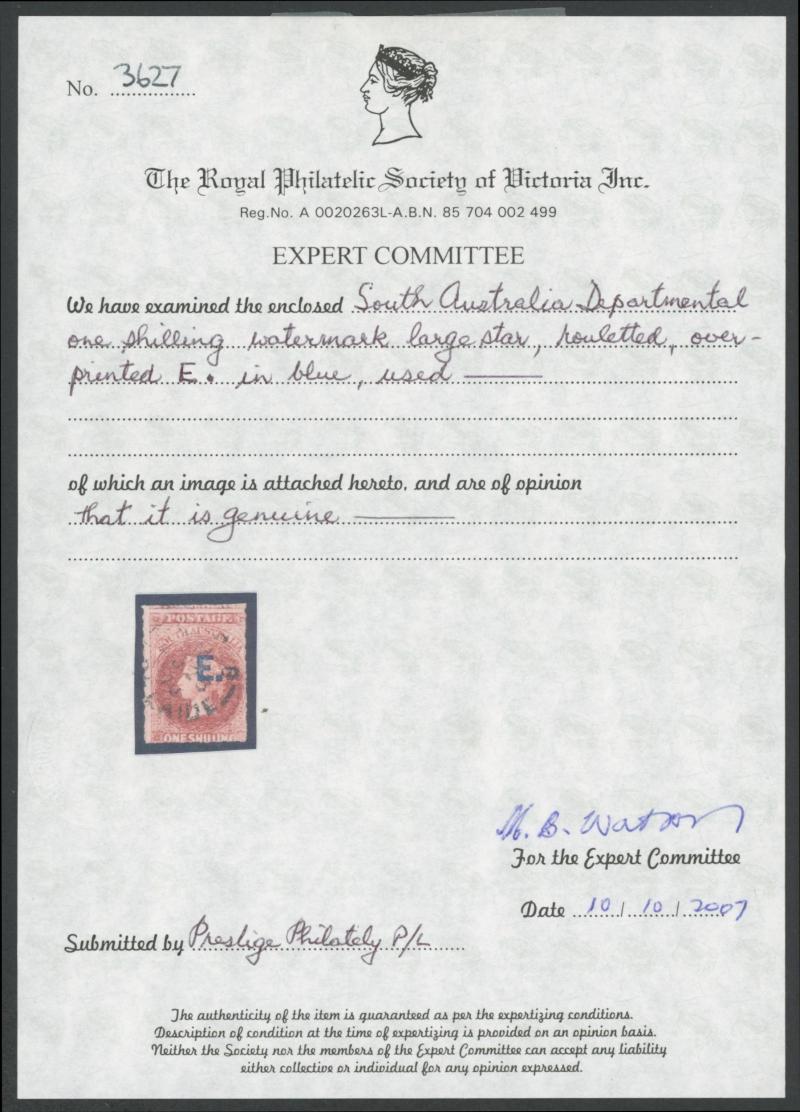 No. 3627
The Royal Philatelic Society of Victoria Inc.
Reg.No. A 0020263L-A.B.N. 85 704 002 499
EXPERT COMMITTEE
We have examined the enclosed South Australia Departmental
one shilling watermark large star, rouletted, over-
printed E. in blue, used
of which an image is attached hereto, and are of opinion
that it is genuine
POSTAGE
E.
ONE SHILLING
M. B. Watson
For the Expert Committee
Date 10/10/2007
Submitted by Prestige Philately P/L
The authenticity of the item is guaranteed as per the expertizing conditions.
Description of condition at the time of expertizing is provided on an opinion basis.
Neither the Society nor the members of the Expert Committee can accept any liability
either collective or individual for any opinion expressed.